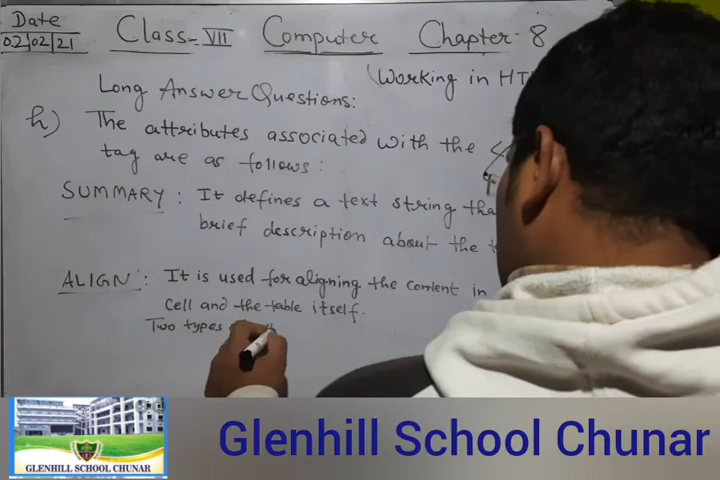 Date
02/02/21
Class-VII Computer Chapter-8
(Working in HT
Long Answer Questions:
h) The attributes associated with the <
tag are as follows:
SUMMARY: It defines a text string tha
brief description about the t
ALIGN: It is used for aligning the content in
cell and the table itself.
Two types
GLENHILL SCHOOL CHUNAR
Glenhill School Chunar